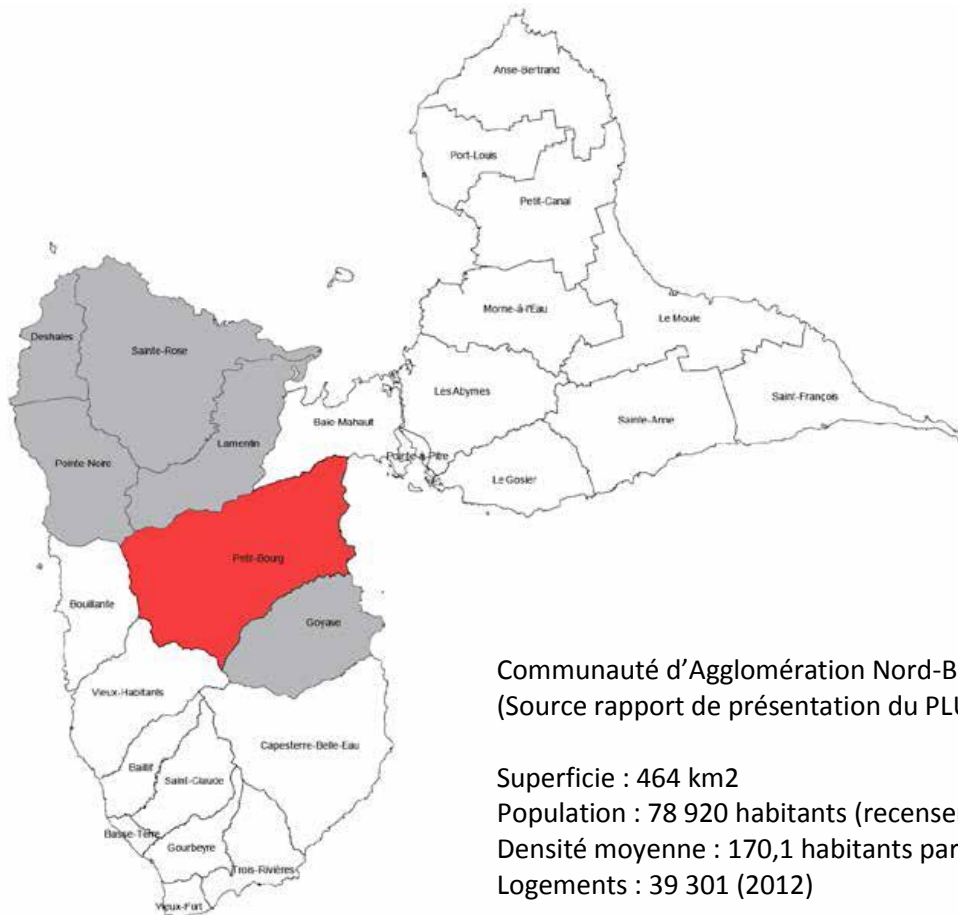 Anse-Bertrand
Port-Louis
Petit-Canal
Morne-à-l'Eau
Le Moule
Deshaies
Sainte-Rose
Les Abymes
Saint-François
Sainte-Anne
Baie-Mahault
Lamentin
Pointe-à-Pitre
Pointe-Noire
Le Gosier
Petit-Bourg
Bouillante
Goyave
Vieux-Habitants
Capesterre-Belle-Eau
Baillif
Saint-Claude
Basse-Terre
Gourbeyre
Trois-Rivières
Vieux-Fort
Communauté d’Agglomération Nord-B
(Source rapport de présentation du PLU
Superficie : 464 km2
Population : 78 920 habitants (recense
Densité moyenne : 170,1 habitants par
Logements : 39 301 (2012)